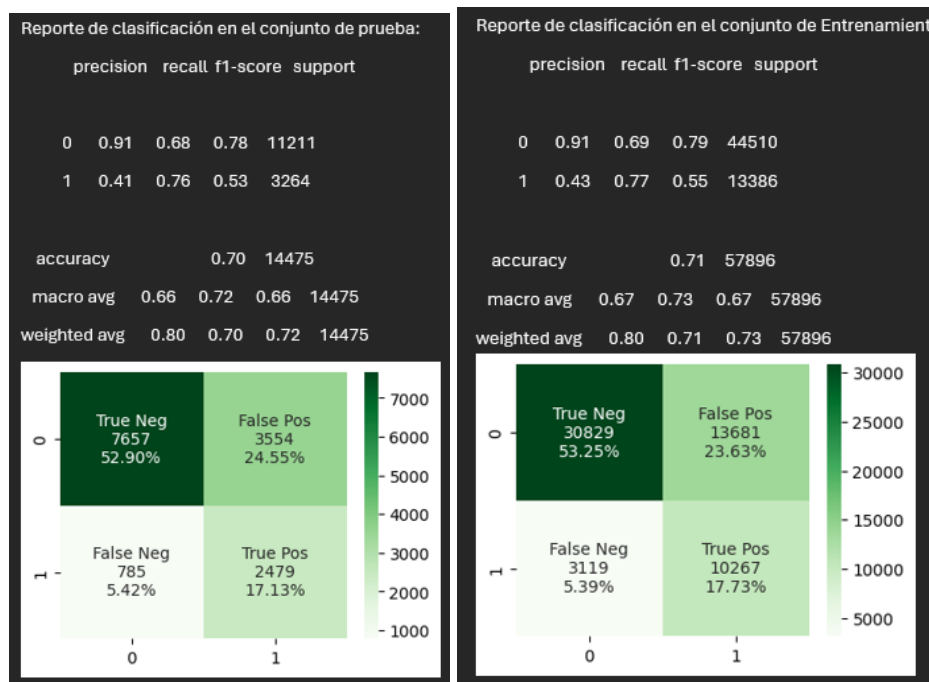 Reporte de clasificación en el conjunto de prueba:
precision recall f1-score support
0 0.91 0.68 0.78 11211
1 0.41 0.76 0.53 3264
accuracy 0.70 14475
macro avg 0.66 0.72 0.66 14475
weighted avg 0.80 0.70 0.72 14475
True Neg
7657
52.90%
False Pos
3554
24.55%
False Neg
785
5.42%
True Pos
2479
17.13%
0
1
0
1
7000
6000
5000
4000
3000
2000
1000
Reporte de clasificación en el conjunto de Entrenamient
precision recall f1-score support
0 0.91 0.69 0.79 44510
1 0.43 0.77 0.55 13386
accuracy 0.71 57896
macro avg 0.67 0.73 0.67 57896
weighted avg 0.80 0.71 0.73 57896
True Neg
30829
53.25%
False Pos
13681
23.63%
False Neg
3119
5.39%
True Pos
10267
17.73%
0
1
0
1
30000
25000
20000
15000
10000
5000